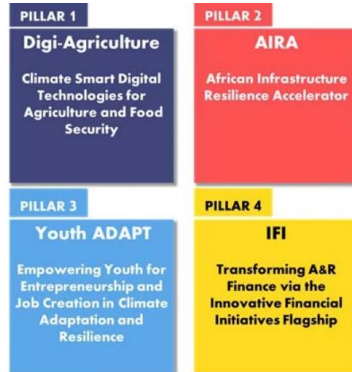 PILLAR 1
Digi-Agriculture
Climate Smart Digital
Technologies for
Agriculture and Food
Security
PILLAR 2
AIRA
African Infrastructure
Resilience Accelerator
PILLAR 3
Youth ADAPT
Empowering Youth for
Entrepreneurship and
Job Creation in Climate
Adaptation and
Resilience
PILLAR 4
IFI
Transforming A&R
Finance via the
Innovative Financial
Initiatives Flagship